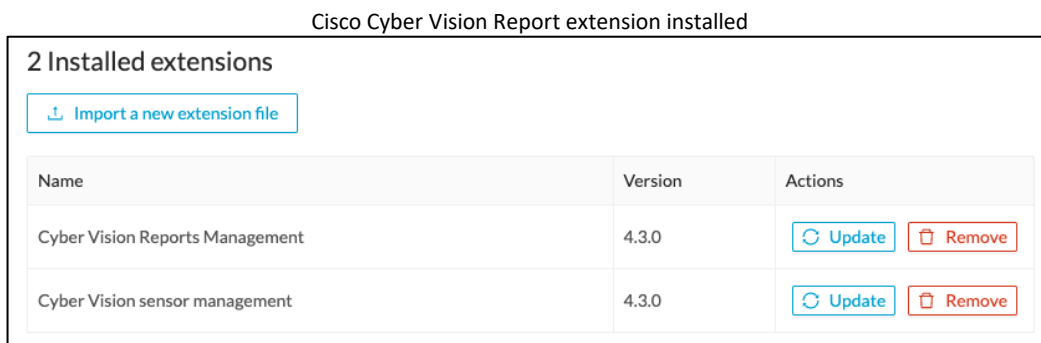 Cisco Cyber Vision Report extension installed
2 Installed extensions
Import a new extension file
Name Version Actions
Cyber Vision Reports Management 4.3.0 Update Remove
Cyber Vision sensor management 4.3.0 Update Remove